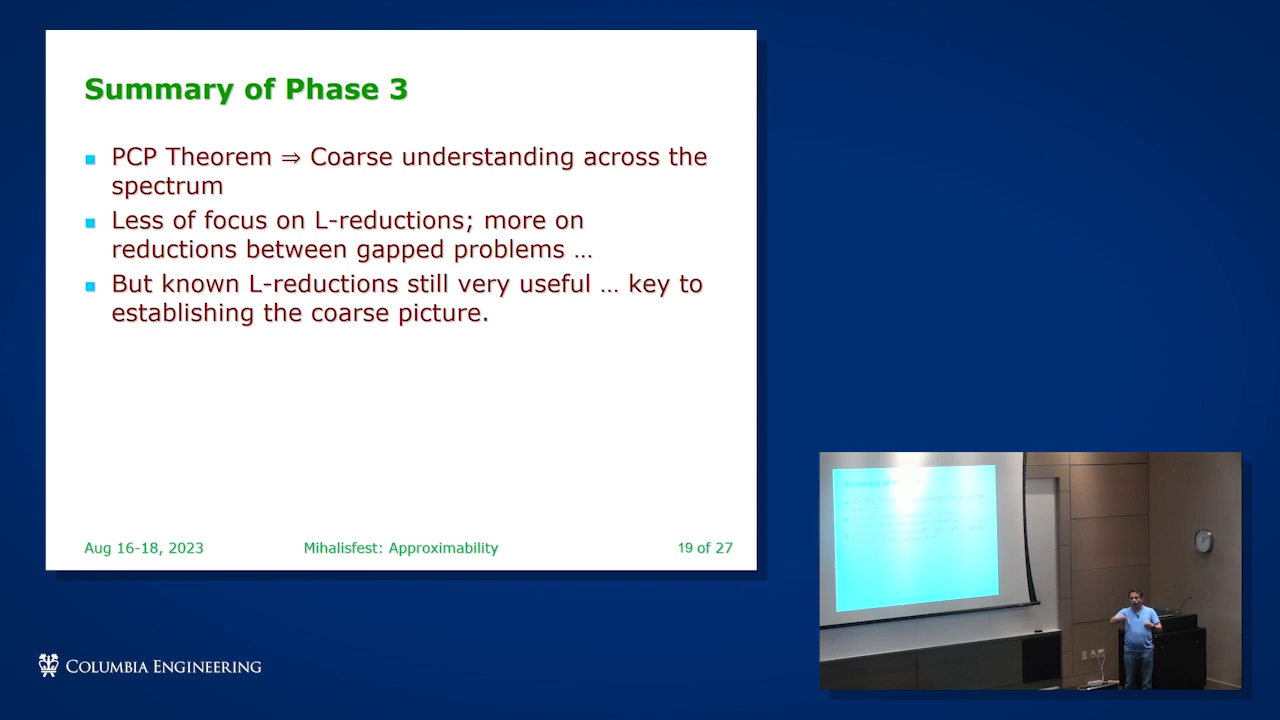 Summary of Phase 3
PCP Theorem ⇒ Coarse understanding across the
spectrum
Less of focus on L-reductions; more on
reductions between gapped problems …
But known L-reductions still very useful … key to
establishing the coarse picture.
Aug 16-18, 2023
Mihalisfest: Approximability
19 of 27
COLUMBIA ENGINEERING